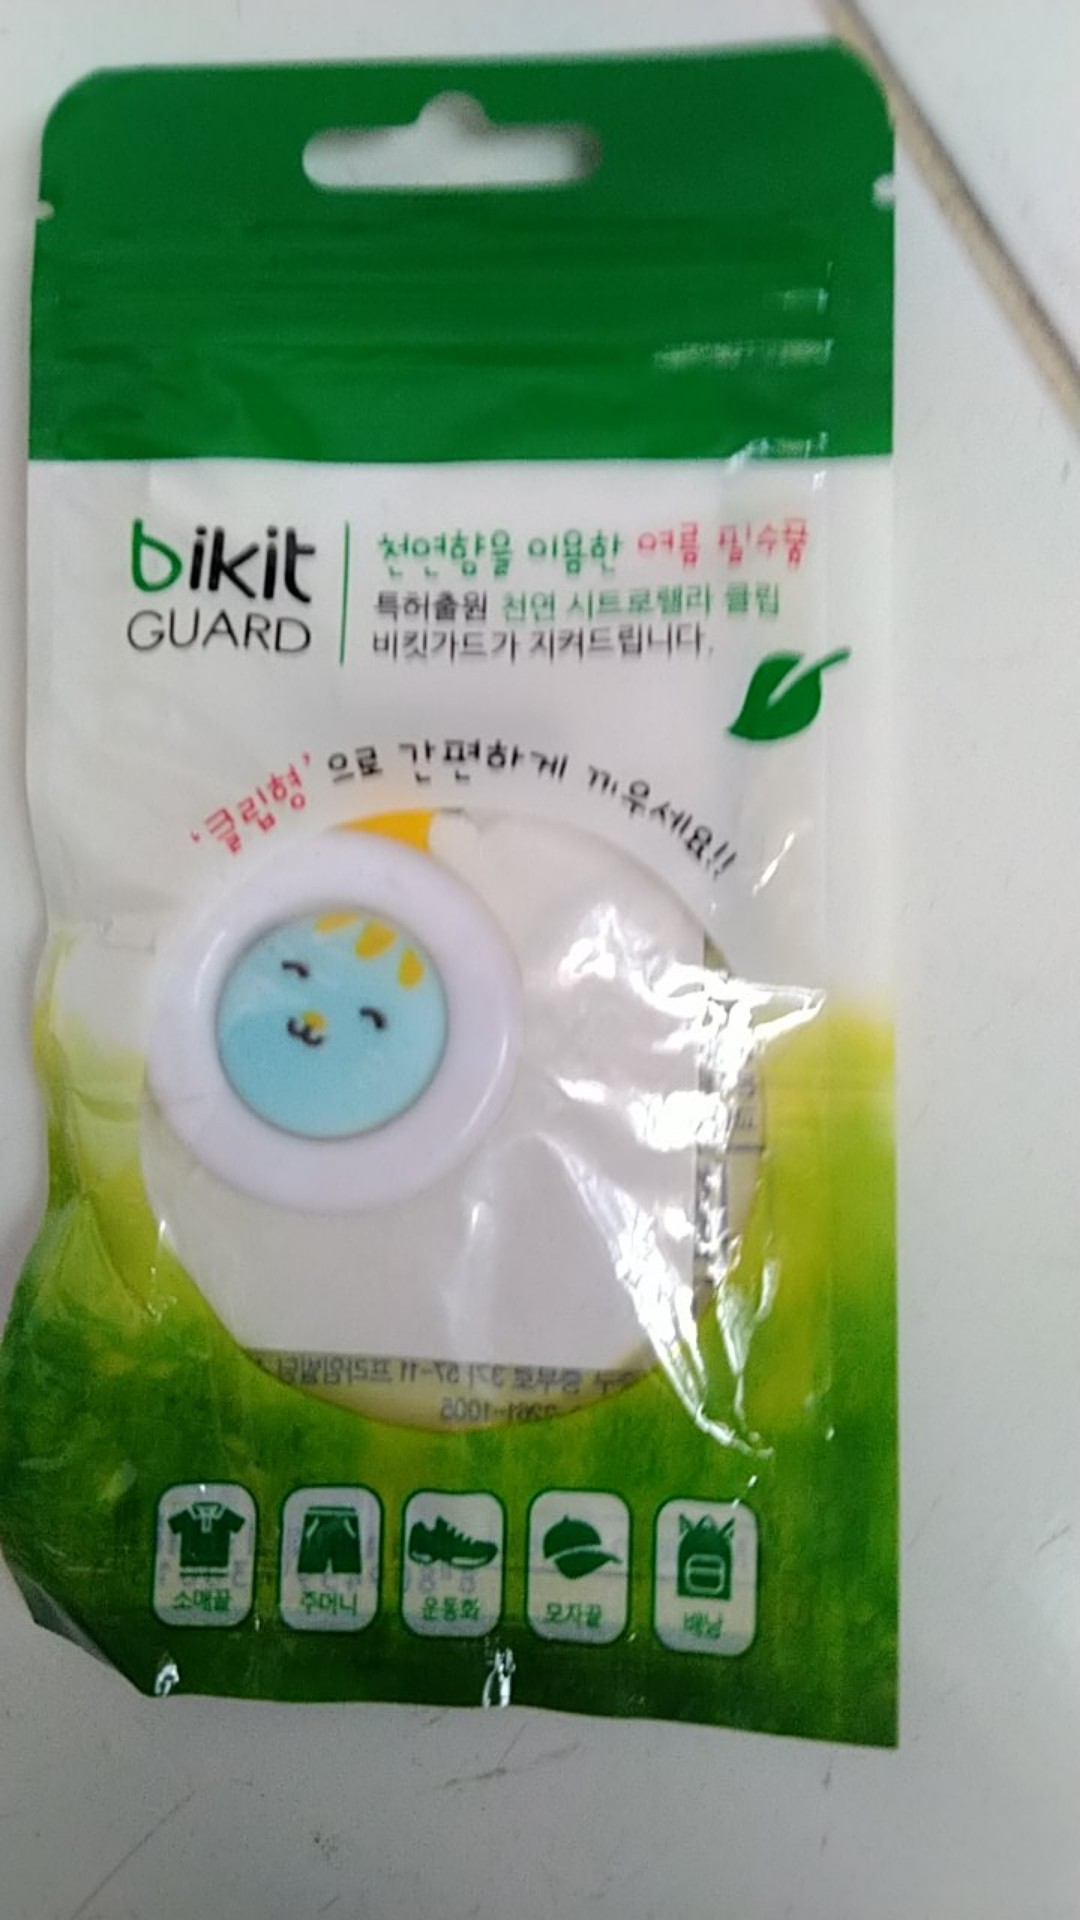 bikit
GUARD
천연향을 이용한 여름 필수품
특허출원 천연 시트로넬라 클립
비킷가드가 지켜드립니다.
'클립형'으로 간편하게 끼우세요!!
소매끝
주머니
운동화
모자끝
배낭